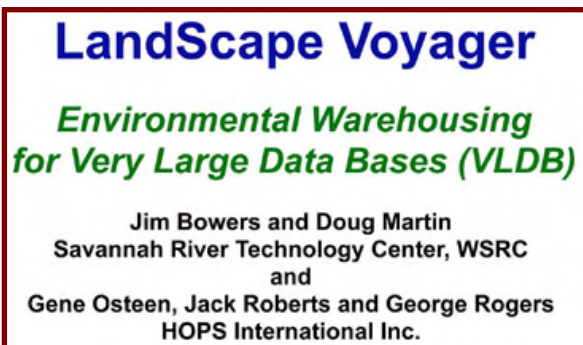 LandScape Voyager
Environmental Warehousing
for Very Large Data Bases (VLDB)
Jim Bowers and Doug Martin
Savannah River Technology Center, WSRC
and
Gene Osteen, Jack Roberts and George Rogers
HOPS International Inc.